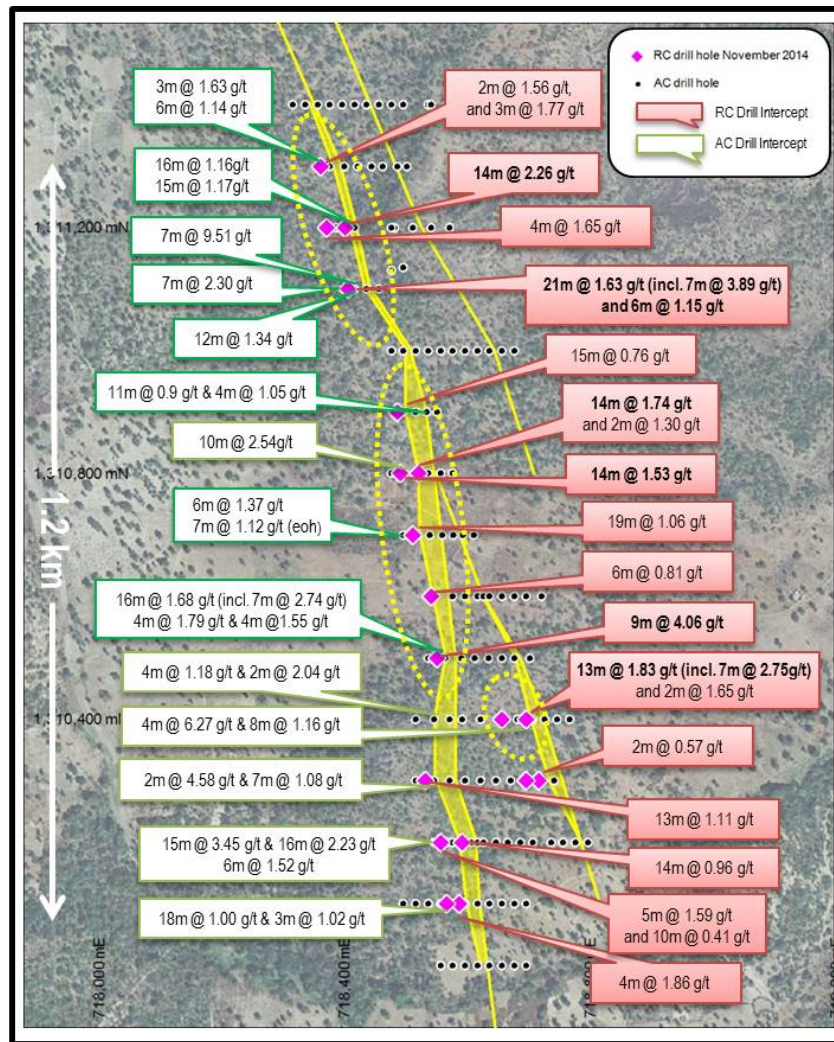 RC drill hole November 2014
AC drill hole
RC Drill Intercept
AC Drill Intercept
3m @ 1.63 g/t
6m @ 1.14 g/t
2m @ 1.56 g/t,
and 3m @ 1.77 g/t
16m @ 1.16g/t
15m @ 1.17g/t
14m @ 2.26 g/t
7m @ 9.51 g/t
4m @ 1.65 g/t
7m @ 2.30 g/t
21m @ 1.63 g/t (incl. 7m @ 3.89 g/t)
and 6m @ 1.15 g/t
12m @ 1.34 g/t
15m @ 0.76 g/t
11m @ 0.9 g/t & 4m @ 1.05 g/t
14m @ 1.74 g/t
and 2m @ 1.30 g/t
10m @ 2.54g/t
14m @ 1.53 g/t
6m @ 1.37 g/t
7m @ 1.12 g/t (eoh)
19m @ 1.06 g/t
6m @ 0.81 g/t
16m @ 1.68 g/t (incl. 7m @ 2.74 g/t)
4m @ 1.79 g/t & 4m @1.55 g/t
9m @ 4.06 g/t
4m @ 1.18 g/t & 2m @ 2.04 g/t
13m @ 1.83 g/t (incl. 7m @ 2.75g/t)
and 2m @ 1.65 g/t
4m @ 6.27 g/t & 8m @ 1.16 g/t
2m @ 0.57 g/t
2m @ 4.58 g/t & 7m @ 1.08 g/t
13m @ 1.11 g/t
15m @ 3.45 g/t & 16m @ 2.23 g/t
6m @ 1.52 g/t
14m @ 0.96 g/t
18m @ 1.00 g/t & 3m @ 1.02 g/t
5m @ 1.59 g/t
and 10m @ 0.41 g/t
4m @ 1.86 g/t
1.2 km
718,000 mE
718,400 mE